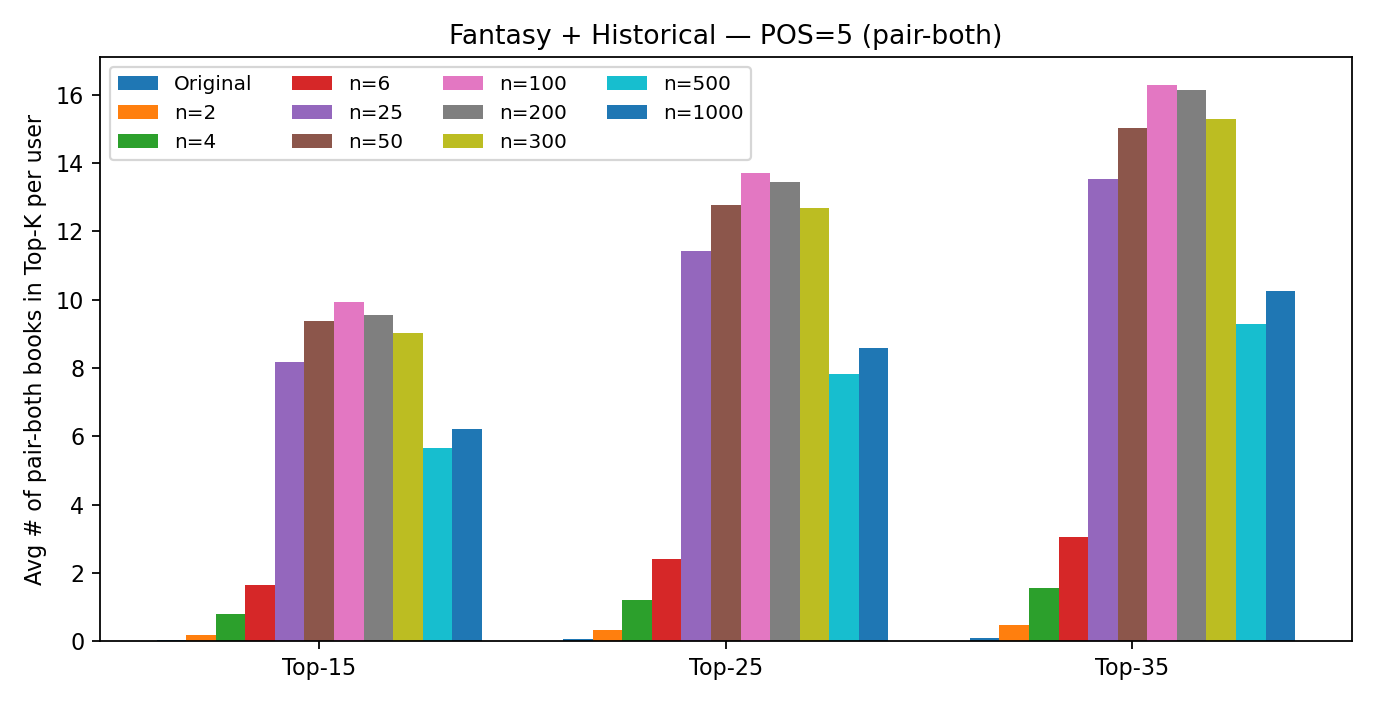 Fantasy + Historical — POS=5 (pair-both)
Avg # of pair-both books in Top-K per user
Original
n=2
n=4
n=6
n=25
n=50
n=100
n=200
n=300
n=500
n=1000
16
14
12
10
8
6
4
2
0
Top-15
Top-25
Top-35